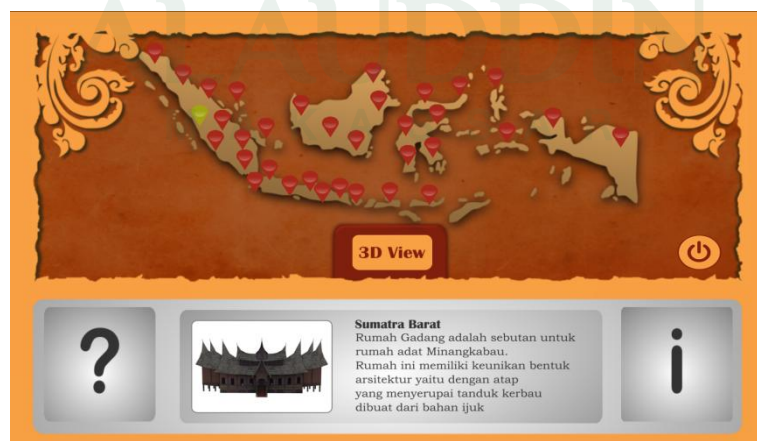 ALAUDDIN
3D View
?
Sumatra Barat
Rumah Gadang adalah sebutan untuk
rumah adat Minangkabau.
Rumah ini memiliki keunikan bentuk
arsitektur yaitu dengan atap
yang menyerupai tanduk kerbau
dibuat dari bahan ijuk
i